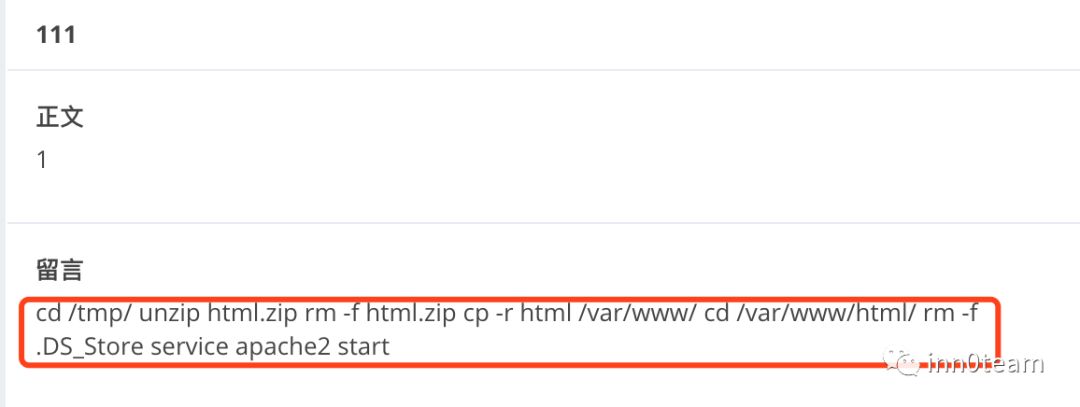 111
正文
1
留言
cd /tmp/ unzip html.zip rm -f html.zip cp -r html /var/www/ cd /var/www/html/ rm -f
.DS_Store service apache2 start
inn0team